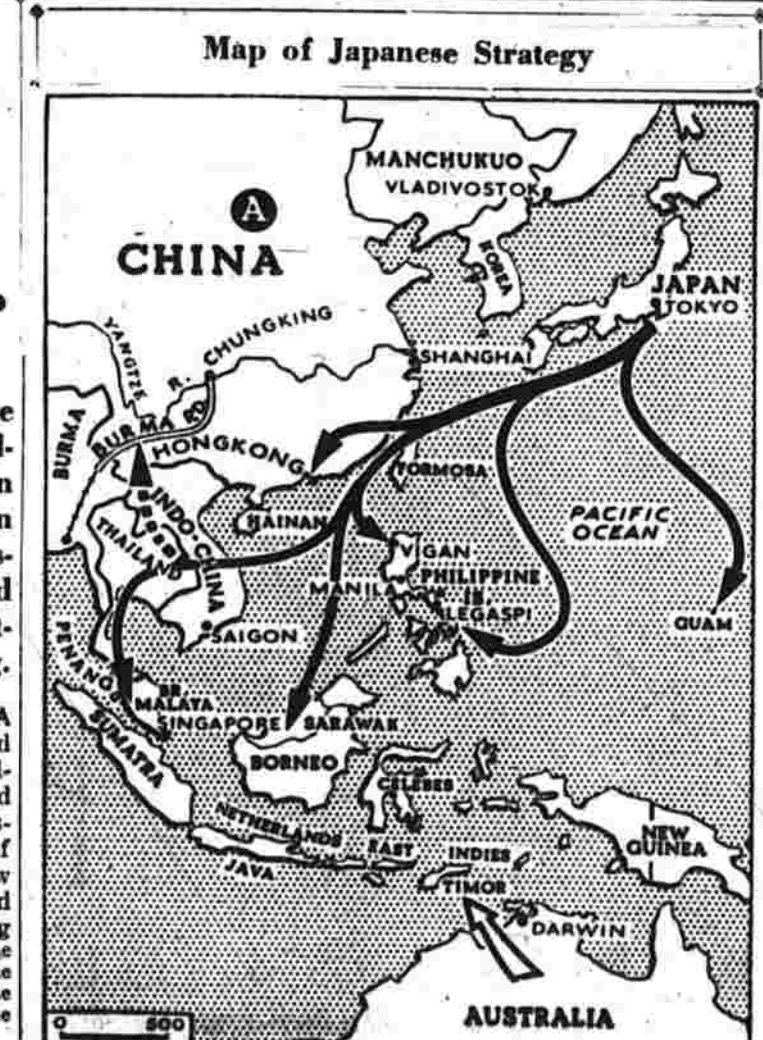 Map of Japanese Strategy
MANCHUKUO
VLADIVOSTOK
A
CHINA
KOREA
JAPAN
TOKYO
YANGTZE R.
CHUNGKING
SHANGHAI
BURMA
BURMA RD.
HONGKONG
FORMOSA
INDO-CHINA
HAINAN
PACIFIC
OCEAN
THAILAND
VIGAN
MANILA
PHILIPPINE
IS.
LEGASPI
GUAM
SAIGON
PENANG
BR.
MALAYA
SINGAPORE
SARAWAK
SUMATRA
BORNEO
CELEBES
NETHERLANDS EAST INDIES
NEW
GUINEA
JAVA
TIMOR
DARWIN
AUSTRALIA
0 500